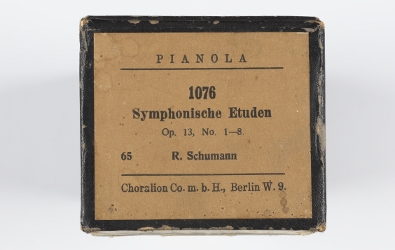 PIANOLA
1076
Symphonische Etuden
Op. 13, No. 1—8
65 R. Schumann
Choralion Co. m. b. H., Berlin W. 9.